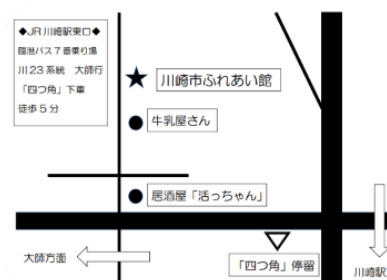 ◆JR川崎駅東口◆
臨港バス7番乗り場
川23系統 大師行
「四つ角」下車
徒歩5分
川崎市ふれあい館
牛乳屋さん
居酒屋「活っちゃん」
大師方面
「四つ角」停留
川崎駅